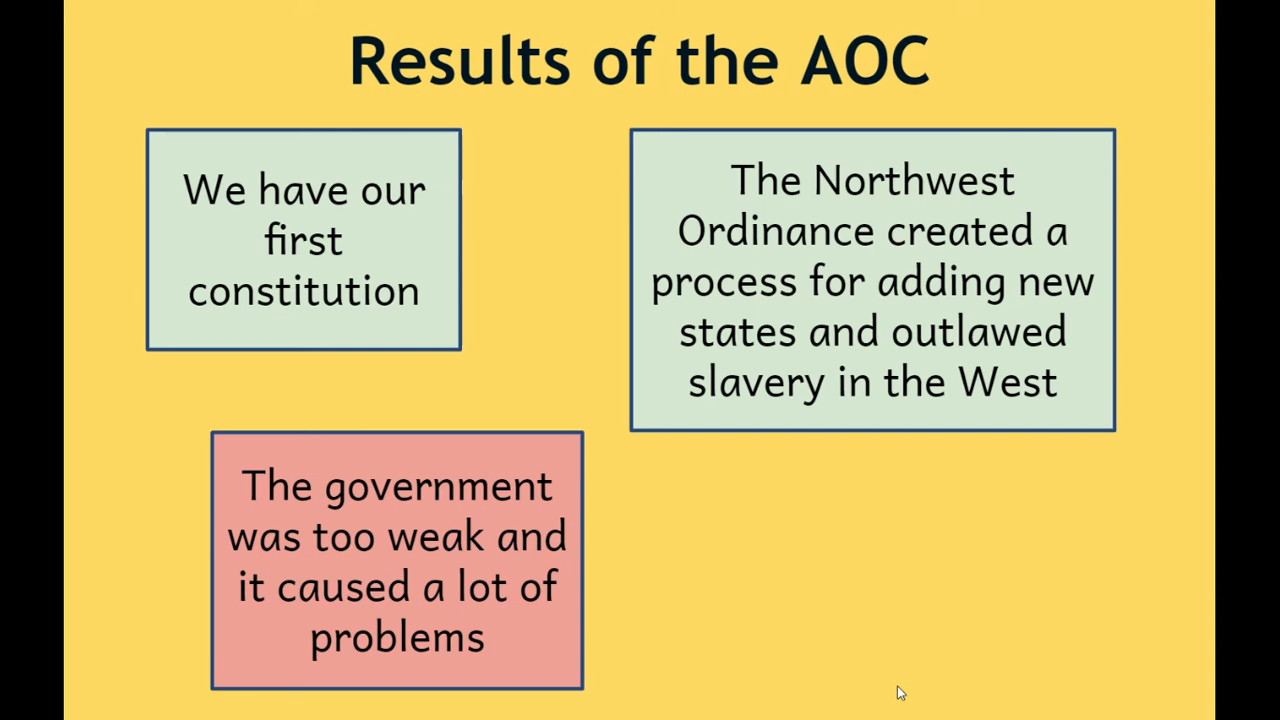 Results of the AOC
We have our
first
constitution
The Northwest
Ordinance created a
process for adding new
states and outlawed
slavery in the West
The government
was too weak and
it caused a lot of
problems